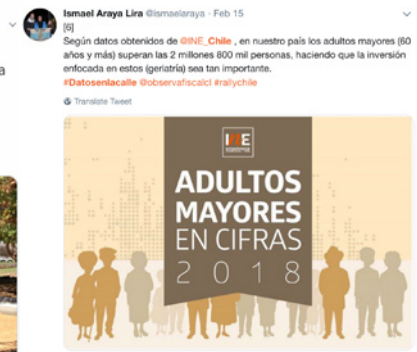 a
Ismael Araya Lira @ismaelaraya · Feb 15
[6]
Según datos obtenidos de @INE_Chile , en nuestro país los adultos mayores (60
años y más) superan las 2 millones 800 mil personas, haciendo que la inversión
enfocada en estos (geriatría) sea tan importante.
#Datosenlacalle @observafiscalcl #rallychile
Translate Tweet
INE
ADULTOS
MAYORES
EN CIFRAS
2018